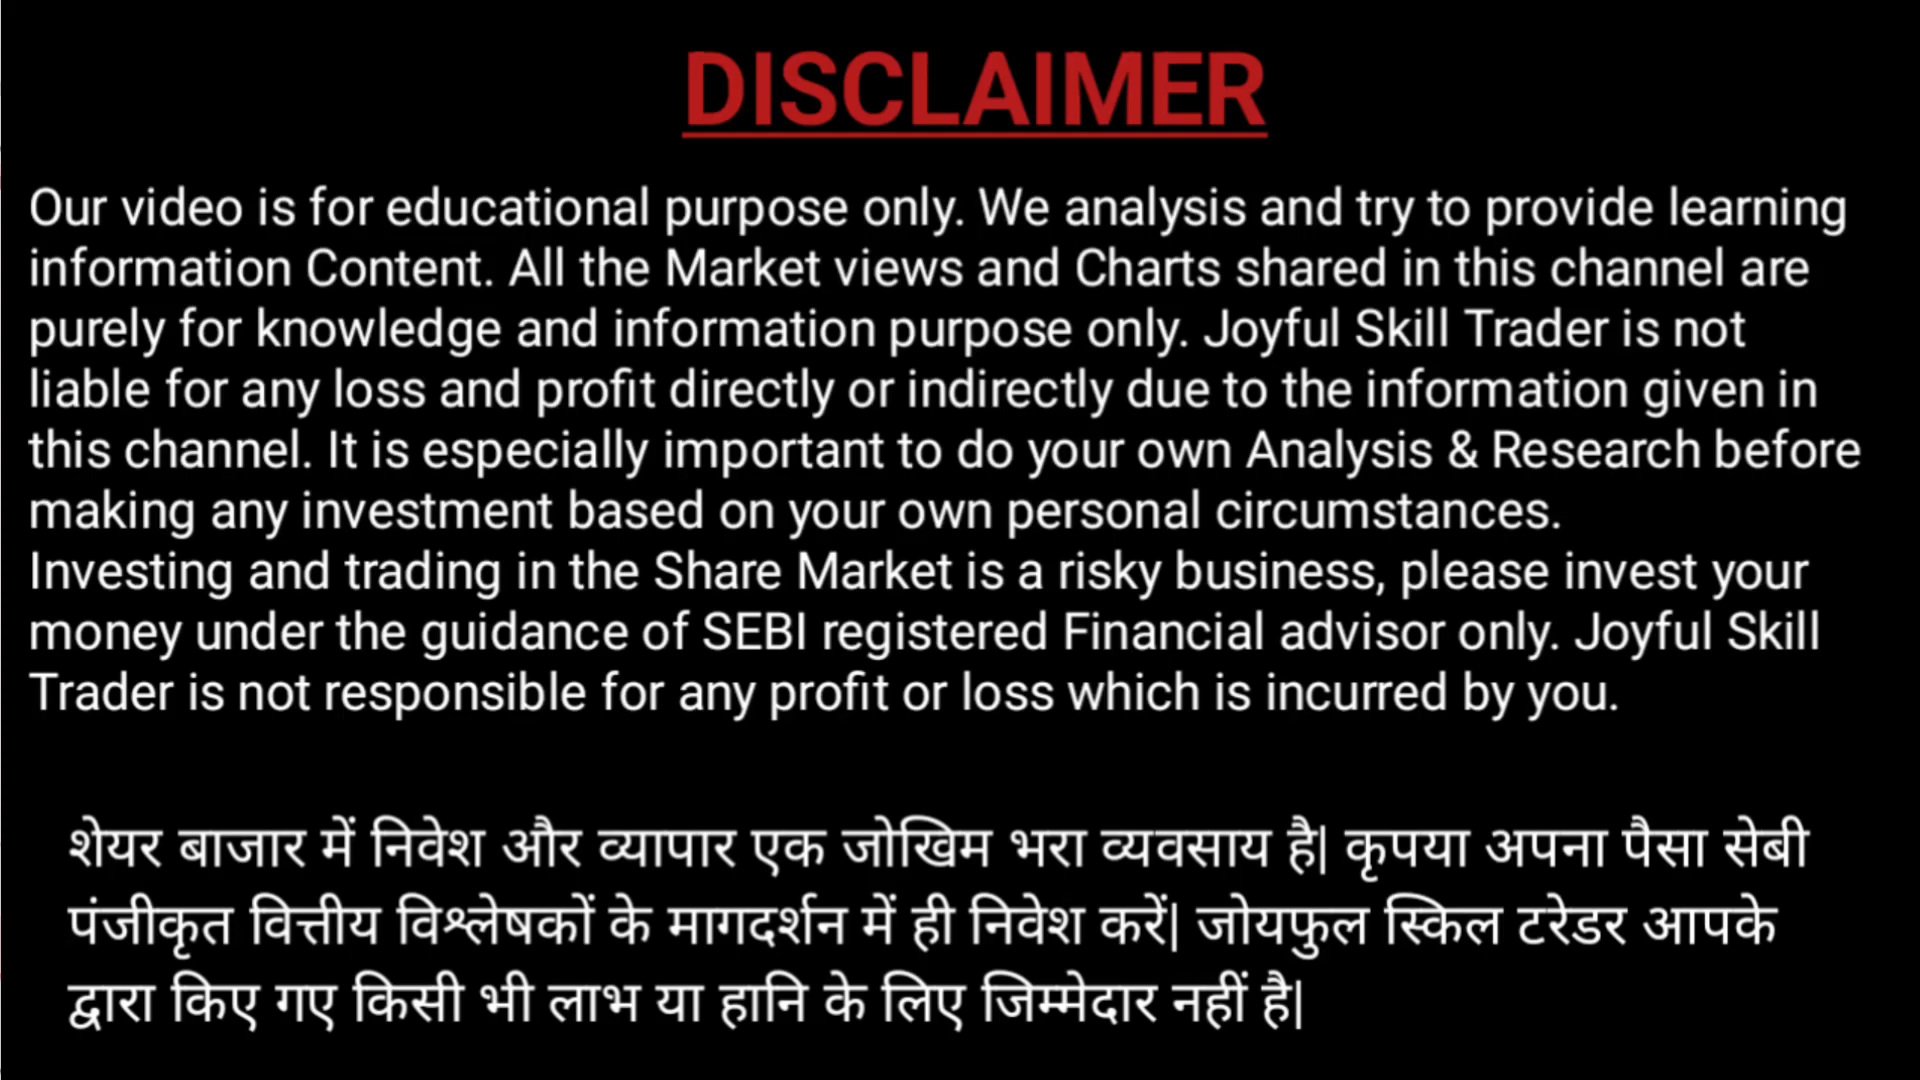 DISCLAIMER
Our video is for educational purpose only. We analysis and try to provide learning
information Content. All the Market views and Charts shared in this channel are
purely for knowledge and information purpose only. Joyful Skill Trader is not
liable for any loss and profit directly or indirectly due to the information given in
this channel. It is especially important to do your own Analysis & Research before
making any investment based on your own personal circumstances.
Investing and trading in the Share Market is a risky business, please invest your
money under the guidance of SEBI registered Financial advisor only. Joyful Skill
Trader is not responsible for any profit or loss which is incurred by you.
शेयर बाजार में निवेश और व्यापार एक जोखिम भरा व्यवसाय है| कृपया अपना पैसा सेबी
पंजीकृत वित्तीय विश्लेषकों के मागदर्शन में ही निवेश करें| जोयफुल स्किल टरेडर आपके
द्वारा किए गए किसी भी लाभ या हानि के लिए जिम्मेदार नहीं है|